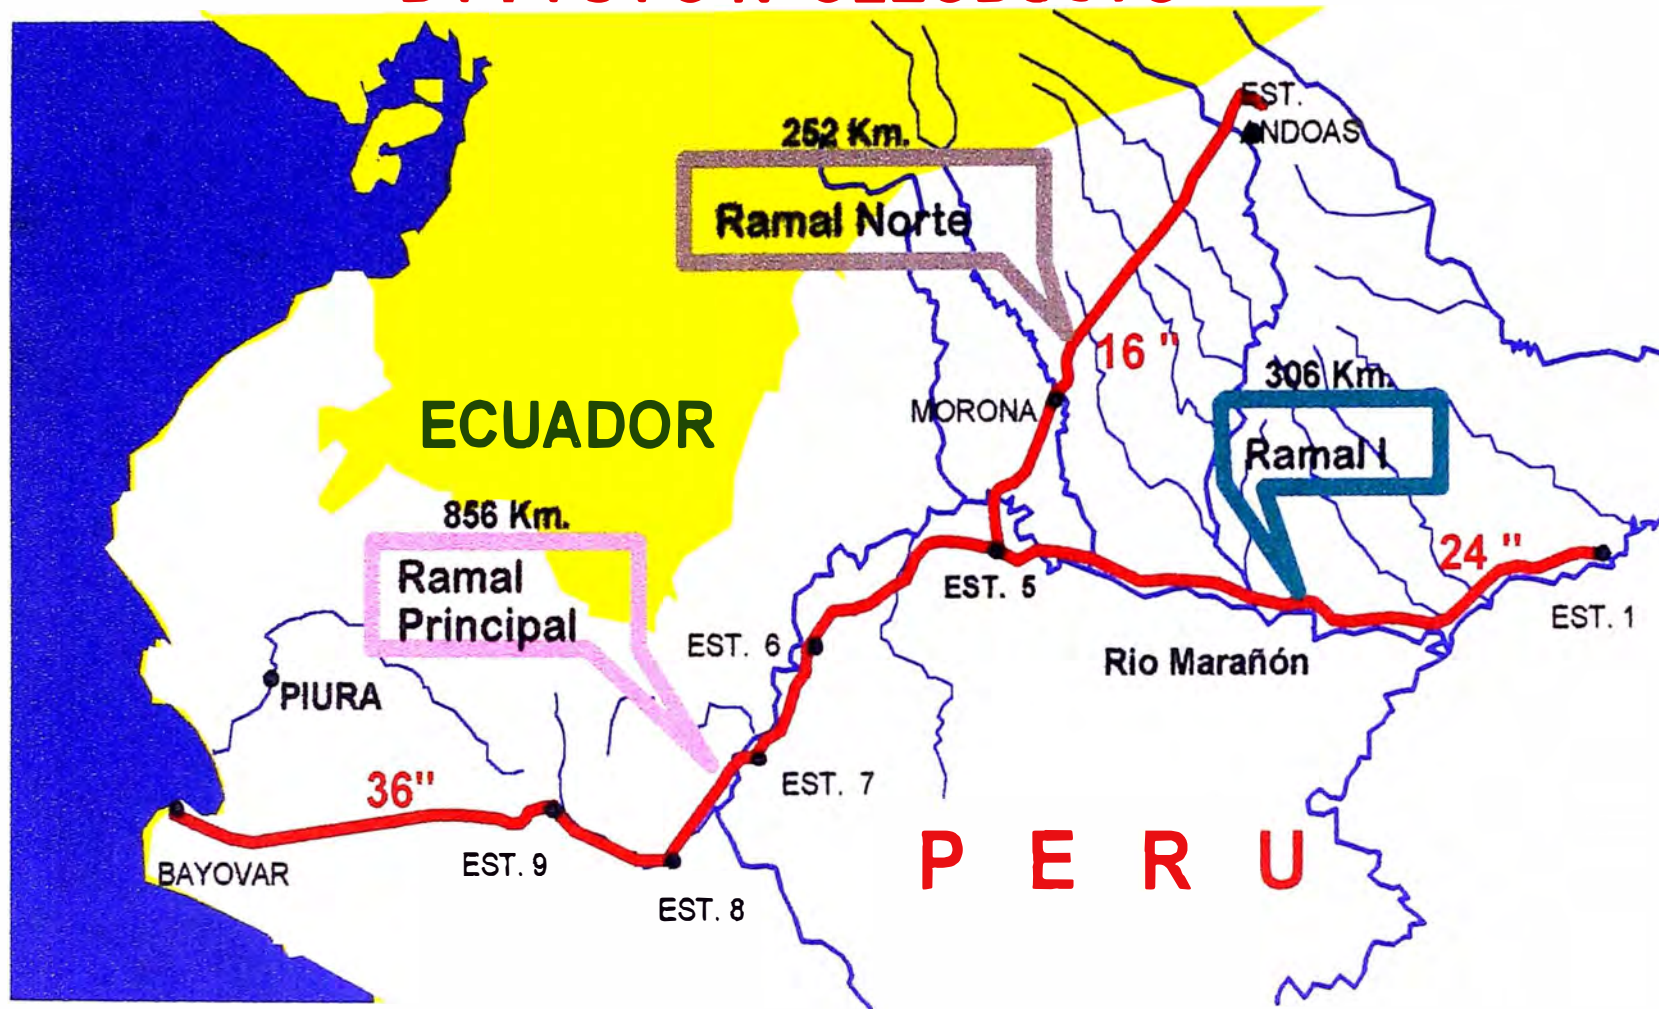 EST.
ANDOAS
252 Km.
Ramal Norte
16 "
306 Km.
MORONA
ECUADOR
Ramal I
856 Km.
24 "
Ramal
Principal
EST. 5
EST. 1
EST. 6
Rio Marañón
PIURA
36"
EST. 7
BAYOVAR
EST. 9
PERU
EST. 8